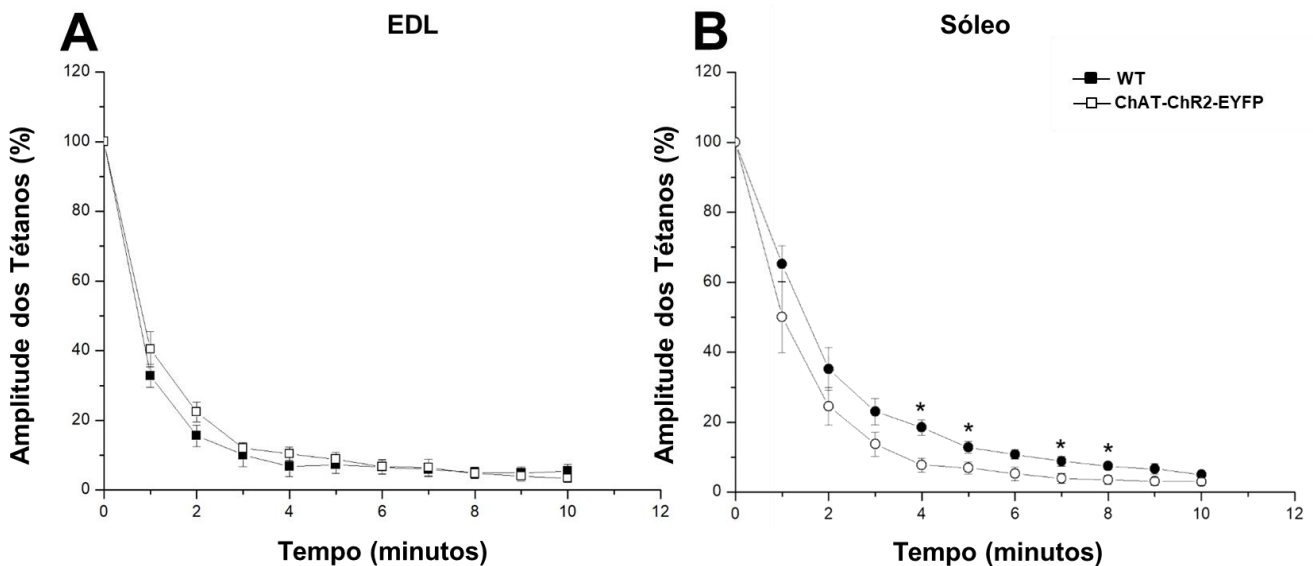 A
EDL
Amplitude dos Tétanos (%)
120
100
80
60
40
20
0
0 2 4 6 8 10 12
Tempo (minutos)
B
Sóleo
WT
ChAT-ChR2-EYFP
Amplitude dos Tétanos (%)
120
100
80
60
40
20
0
* * * *
0 2 4 6 8 10 12
Tempo (minutos)